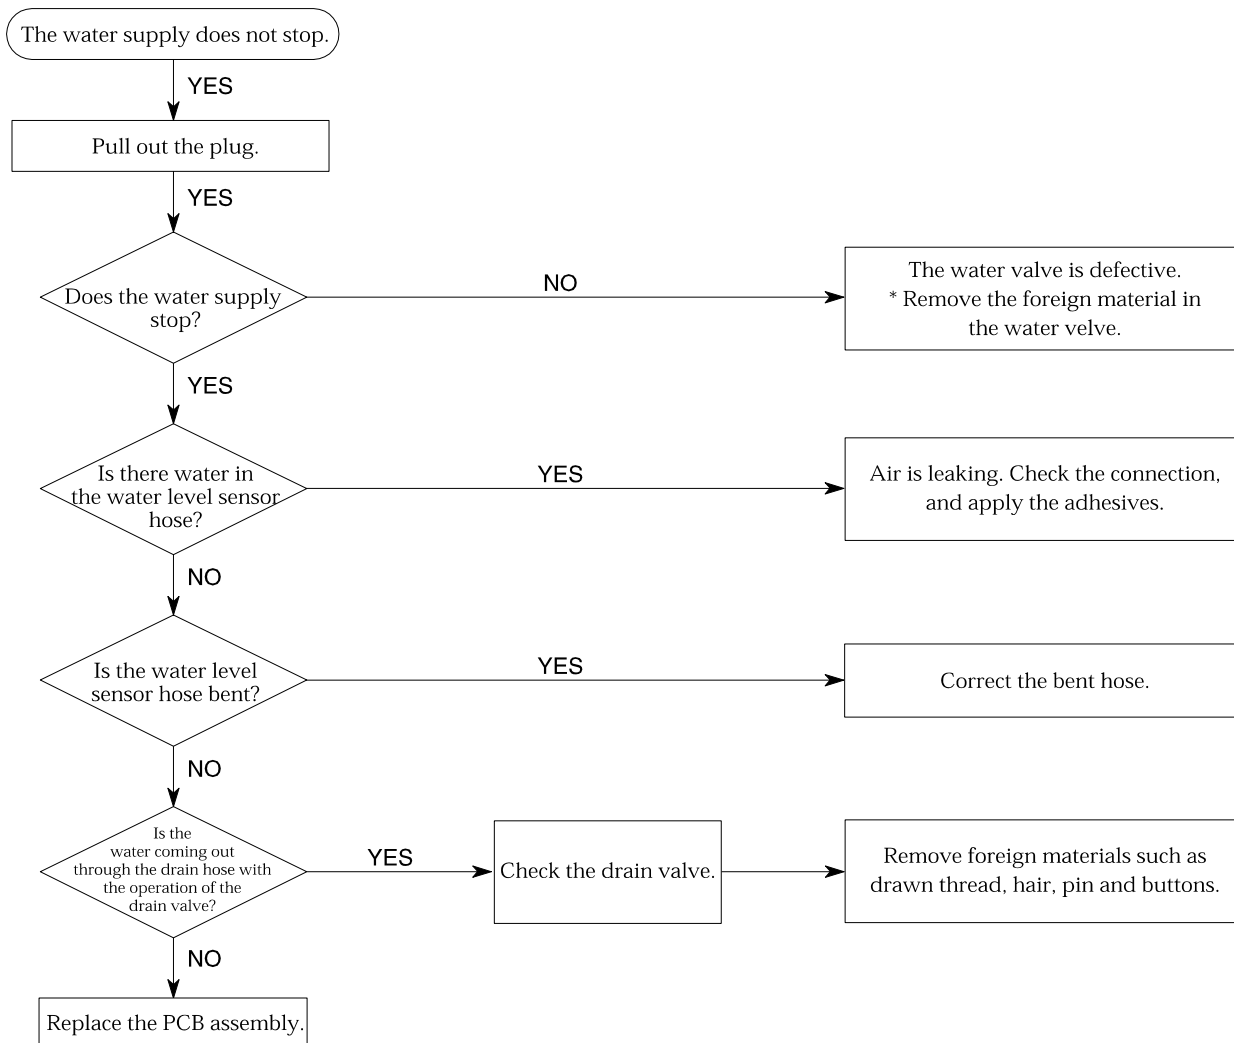 The water supply does not stop.
YES
Pull out the plug.
YES
Does the water supply
stop?
NO
The water valve is defective.
* Remove the foreign material in
the water velve.
YES
Is there water in
the water level sensor
hose?
YES
Air is leaking. Check the connection,
and apply the adhesives.
NO
Is the water level
sensor hose bent?
YES
Correct the bent hose.
NO
Is the
water coming out
through the drain hose with
the operation of the
drain valve?
YES
Check the drain valve.
Remove foreign materials such as
drawn thread, hair, pin and buttons.
NO
Replace the PCB assembly.